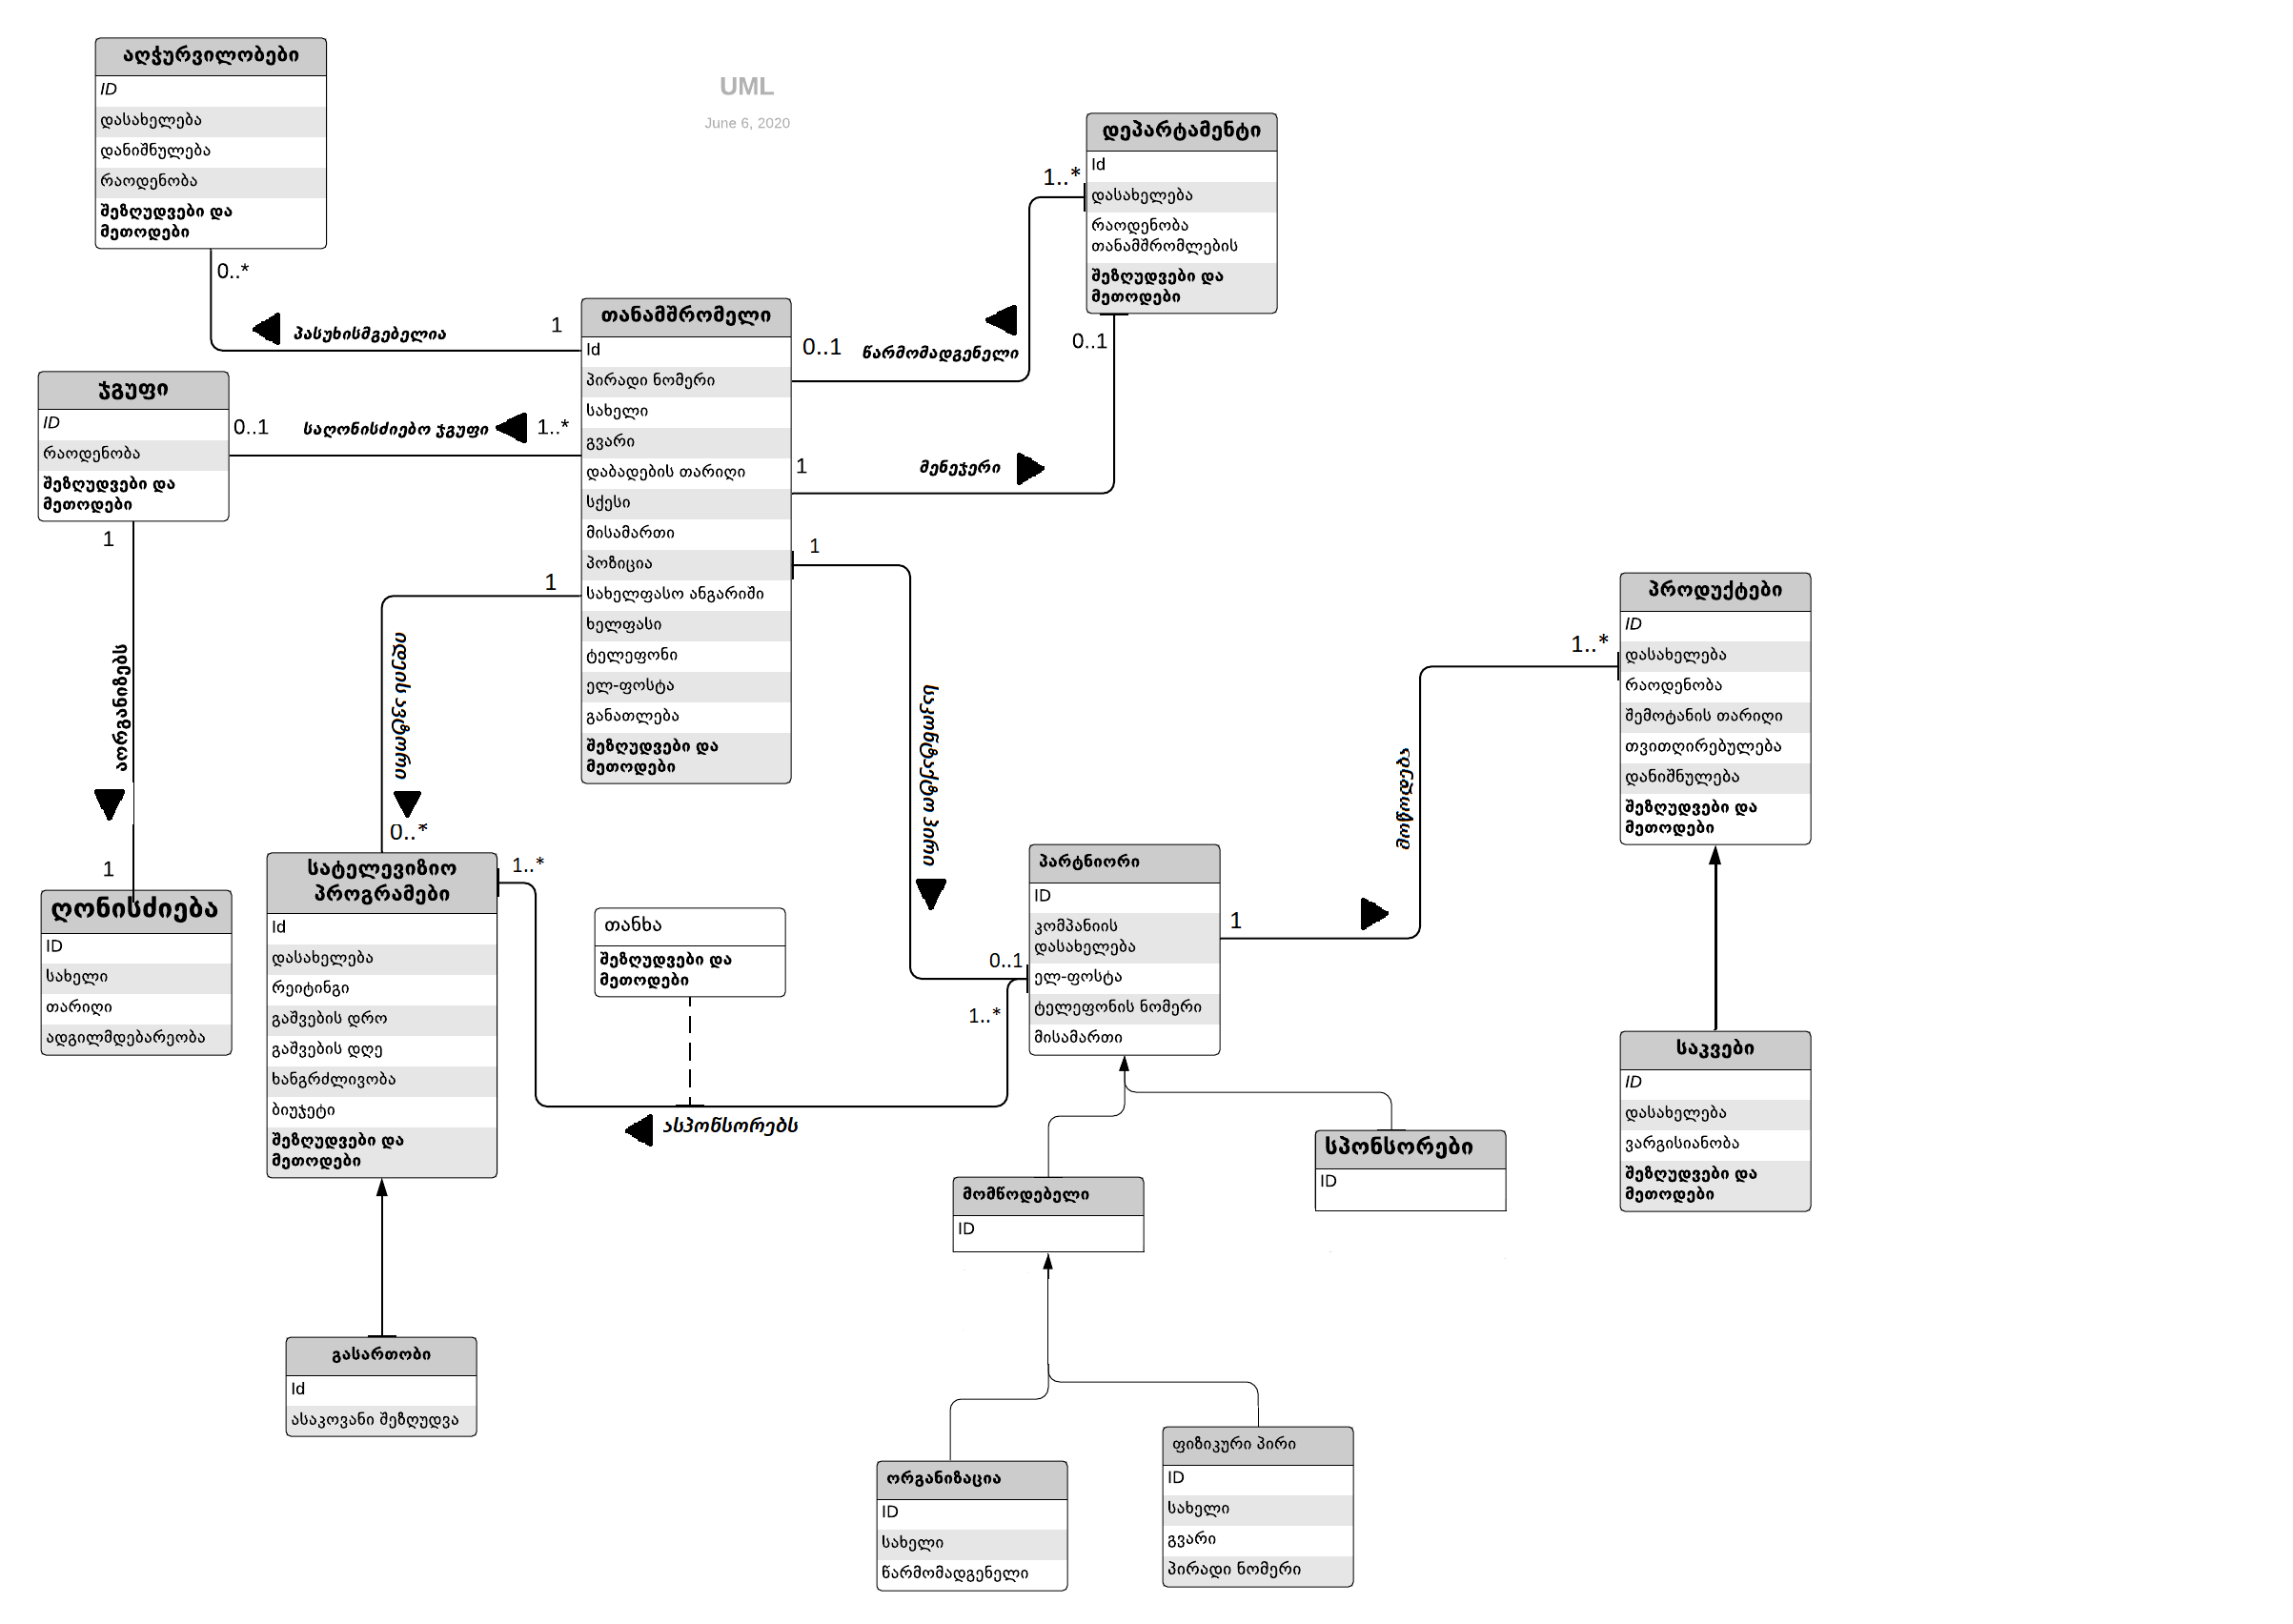 UML
June 6, 2020
აღჭურვილობები
ID
დასახელება
დანიშნულება
რაოდენობა
შეზღუდვები და
მეთოდები
0..*
პასუხისმგებელია
1
ჯგუფი
ID
რაოდენობა
შეზღუდვები და
მეთოდები
0..1
საღონისძიებო ჯგუფი
1..*
1
აორგანიზებს
1
ღონისძიება
ID
სახელი
თარიღი
ადგილმდებარეობა
თანამშრომელი
Id
პირადი ნომერი
სახელი
გვარი
დაბადების თარიღი
სქესი
მისამართი
პოზიცია
სახელფასო ანგარიში
ხელფასი
ტელეფონი
ელ-ფოსტა
განათლება
შეზღუდვები და
მეთოდები
0..1
წარმომადგენელი
1..*
1
მენეჯერი
0..1
დეპარტამენტი
Id
დასახელება
რაოდენობა
თანამშრომლების
შეზღუდვები და
მეთოდები
1
0..*
სატელევიზიო
პროგრამები
Id
დასახელება
რეიტინგი
გაშვების დრო
გაშვების დღე
ხანგრძლივობა
ბიუჯეტი
შეზღუდვები და
მეთოდები
1..*
თანხა
შეზღუდვები და
მეთოდები
ასპონსორებს
1
საკონტაქტო პირი
0..1
1..*
პარტნიორი
ID
კომპანიის
დასახელება
ელ-ფოსტა
ტელეფონის ნომერი
მისამართი
1
მოწოდება
1..*
პროდუქტები
ID
დასახელება
რაოდენობა
შემოტანის თარიღი
თვითღირებულება
დანიშნულება
შეზღუდვები და
მეთოდები
საკვები
ID
დასახელება
ვარგისიანობა
შეზღუდვები და
მეთოდები
სპონსორები
ID
მომწოდებელი
ID
გასართობი
Id
ასაკოვანი შეზღუდვა
ორგანიზაცია
ID
სახელი
წარმომადგენელი
ფიზიკური პირი
ID
სახელი
გვარი
პირადი ნომერი